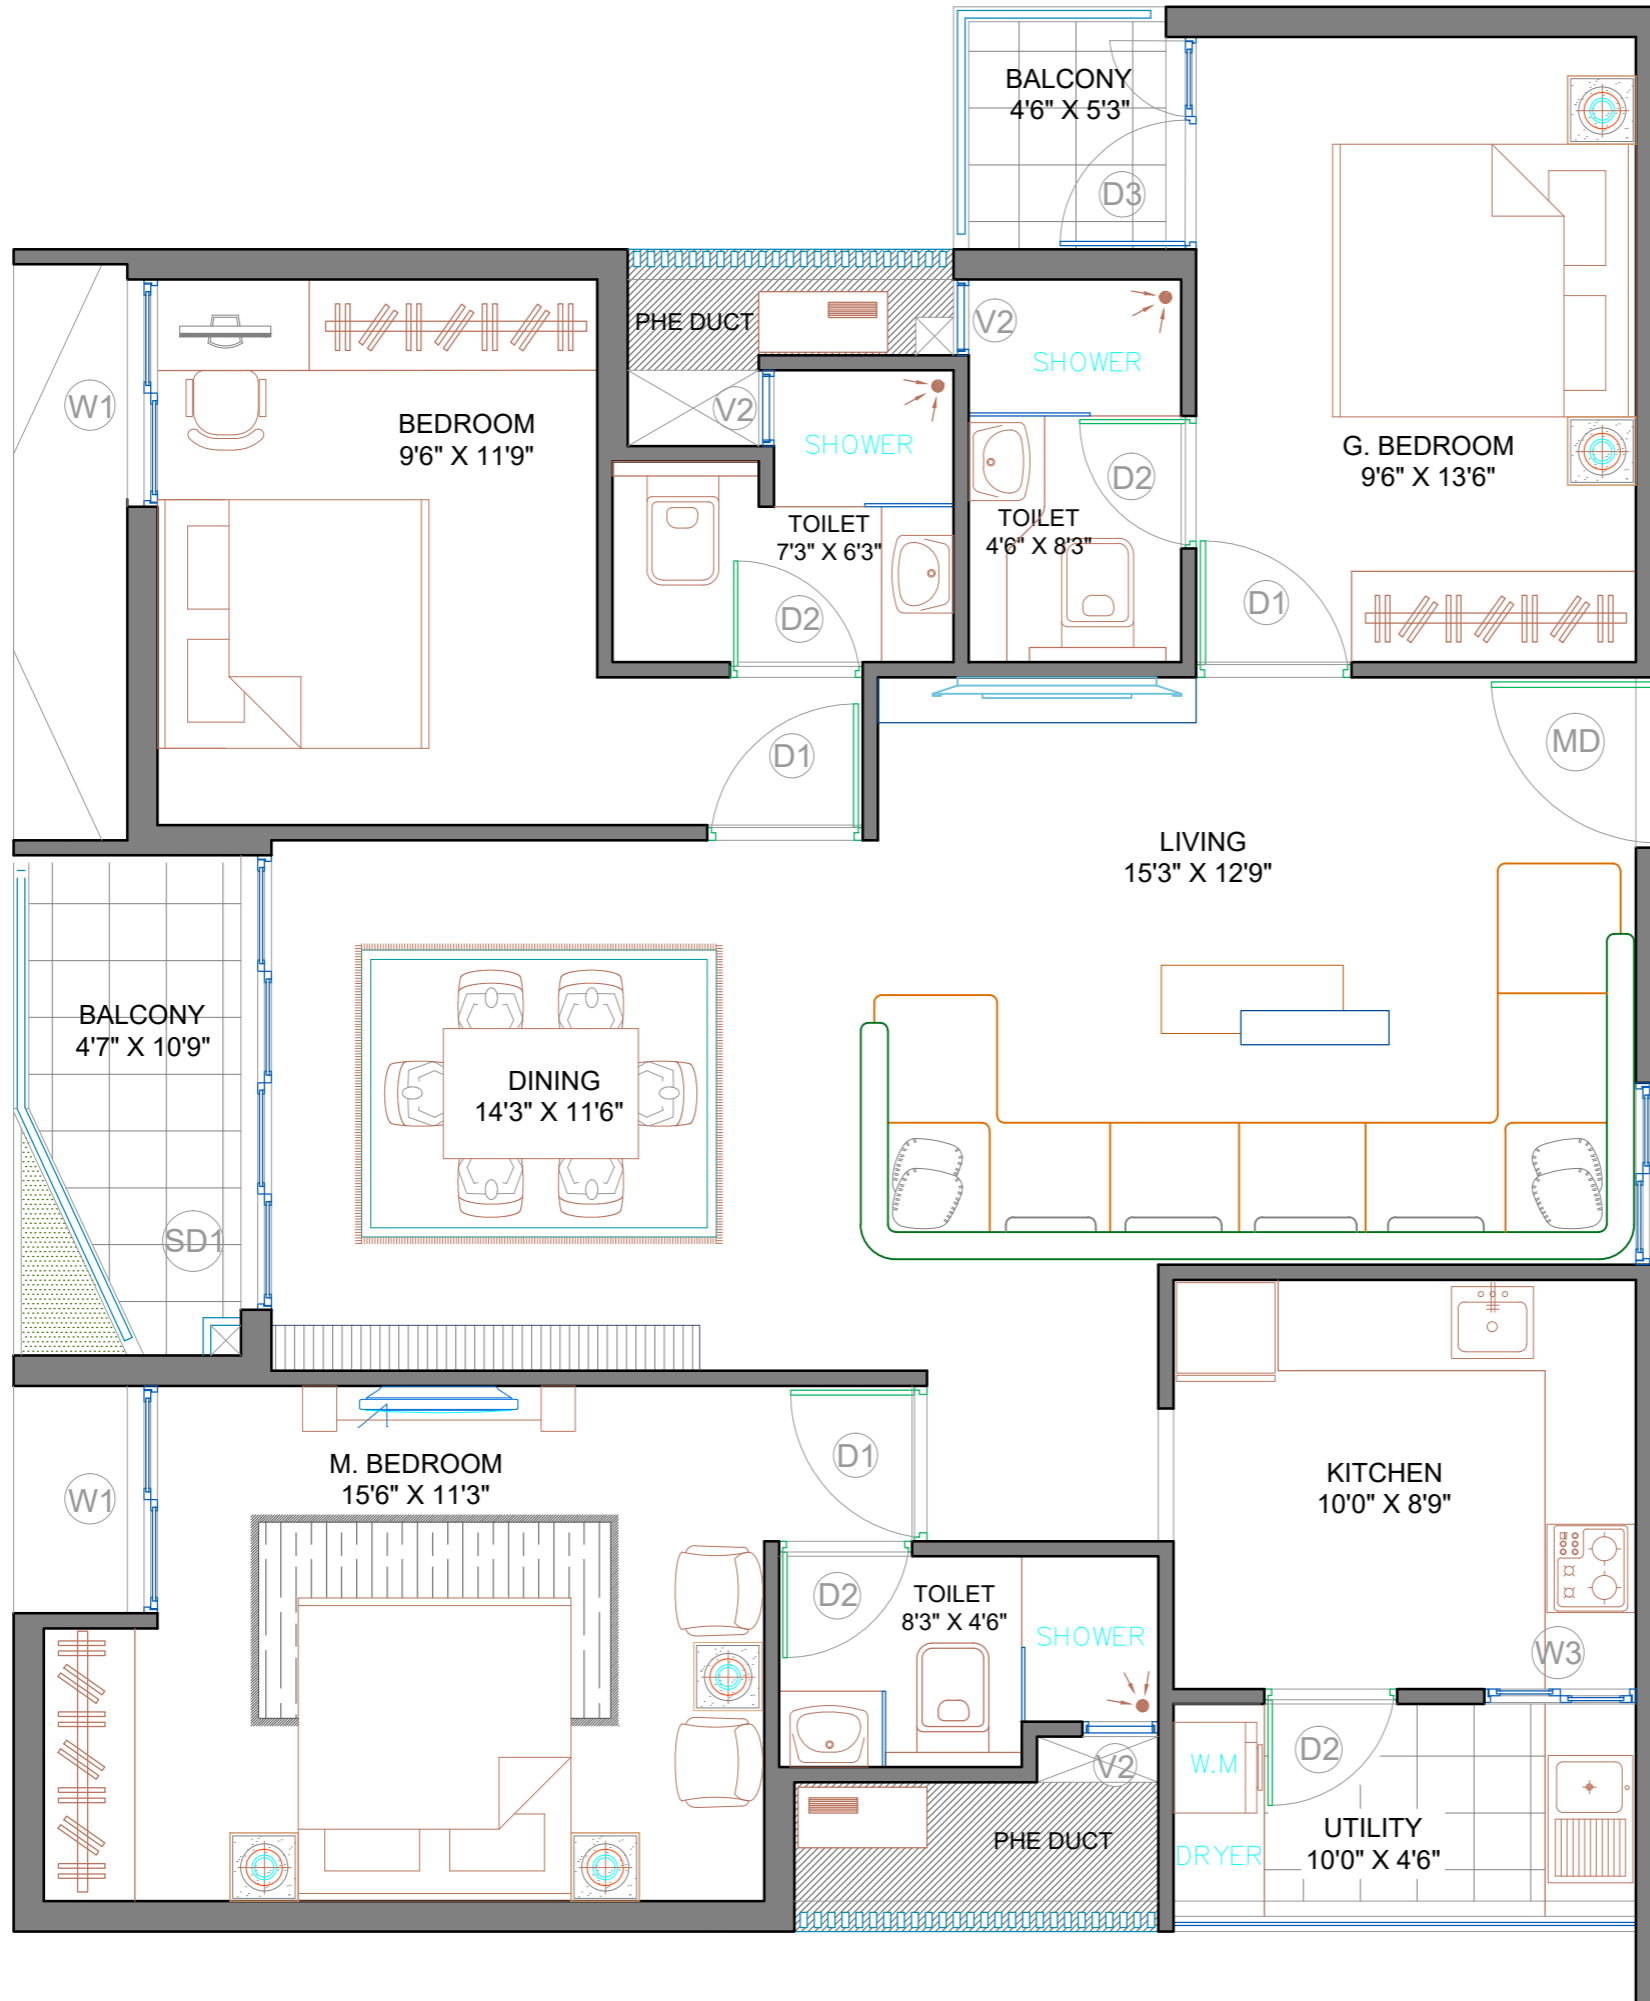 BALCONY
4'6" X 5'3"
D3
PHE DUCT
V2
SHOWER
W1
BEDROOM
9'6" X 11'9"
V2
SHOWER
G. BEDROOM
9'6" X 13'6"
D2
TOILET
7'3" X 6'3"
TOILET
4'6" X 8'3"
D2
D1
D1
MD
LIVING
15'3" X 12'9"
BALCONY
4'7" X 10'9"
DINING
14'3" X 11'6"
SD1
M. BEDROOM
15'6" X 11'3"
D1
W1
KITCHEN
10'0" X 8'9"
D2
TOILET
8'3" X 4'6"
SHOWER
W3
W.M
D2
V2
PHE DUCT
UTILITY
10'0" X 4'6"
DRYER